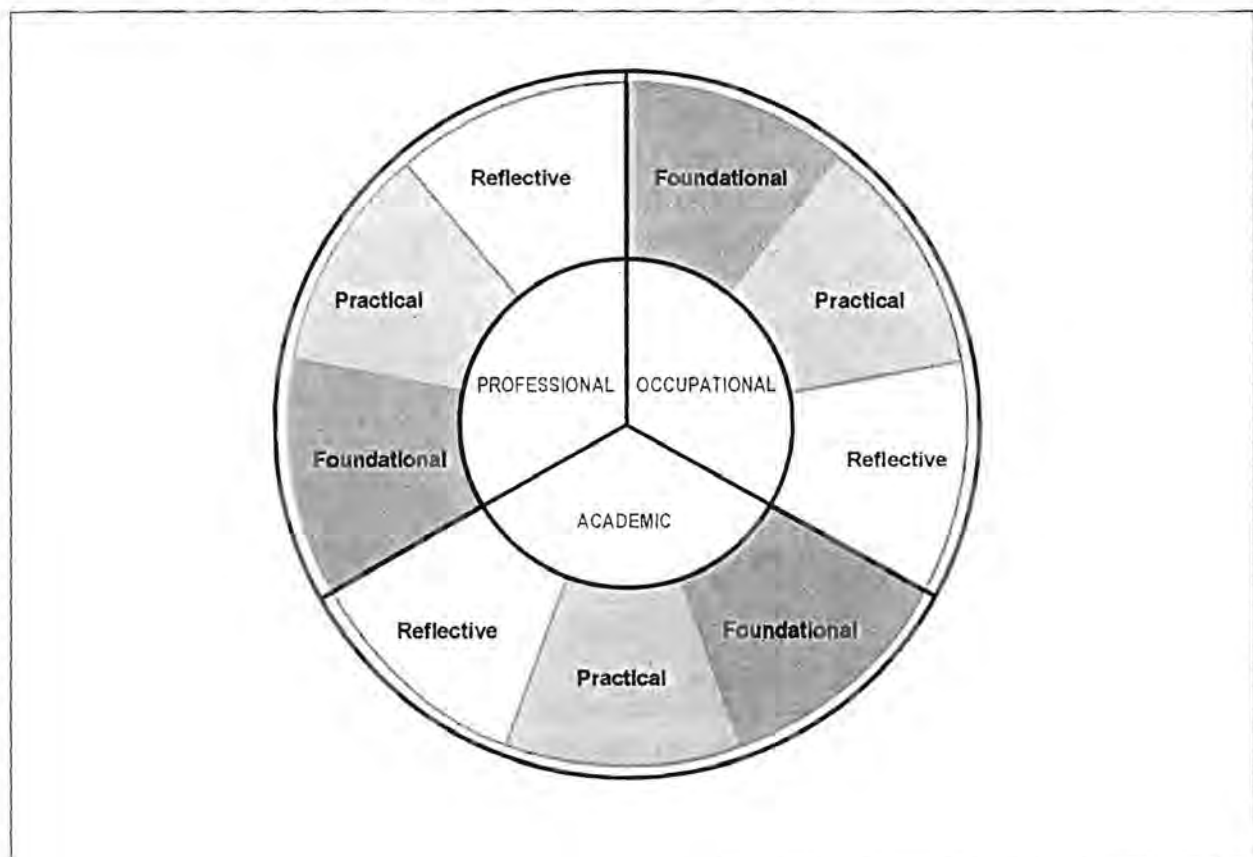 Reflective
Foundational
Practical
Practical
PROFESSIONAL
OCCUPATIONAL
Foundational
Reflective
ACADEMIC
Reflective
Foundational
Practical